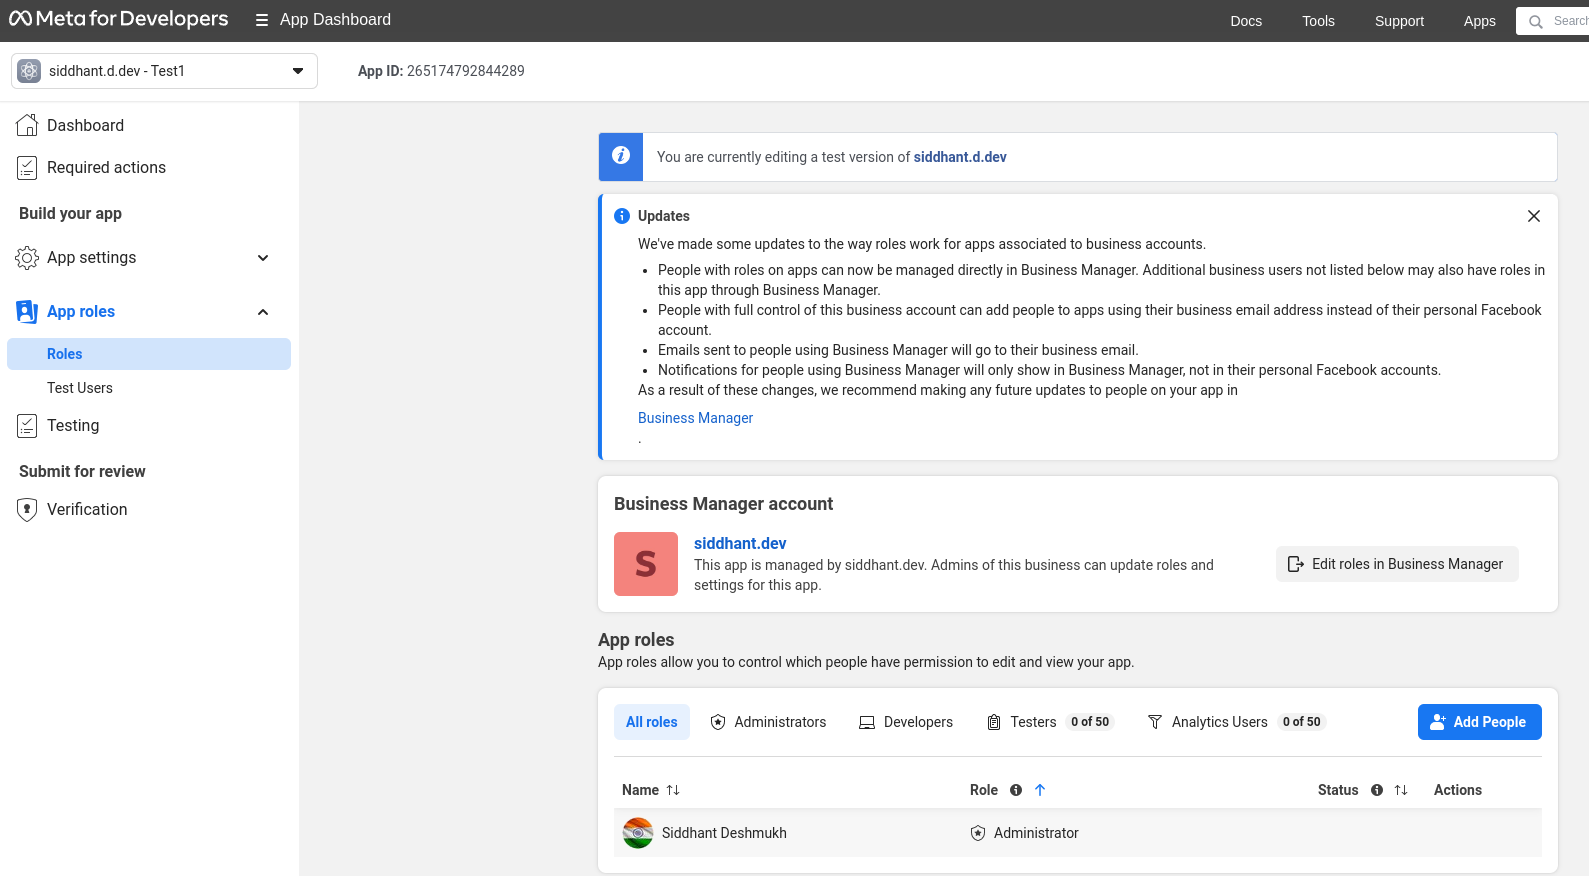 Meta for Developers
App Dashboard
Docs
Tools
Support
Apps
Search
siddhant.d.dev - Test1
App ID: 265174792844289
Dashboard
Required actions
Build your app
App settings
App roles
Roles
Test Users
Testing
Submit for review
Verification
You are currently editing a test version of siddhant.d.dev
Updates
We've made some updates to the way roles work for apps associated to business accounts.
• People with roles on apps can now be managed directly in Business Manager. Additional business users not listed below may also have roles in
this app through Business Manager.
• People with full control of this business account can add people to apps using their business email address instead of their personal Facebook
account.
• Emails sent to people using Business Manager will go to their business email.
• Notifications for people using Business Manager will only show in Business Manager, not in their personal Facebook accounts.
As a result of these changes, we recommend making any future updates to people on your app in
Business Manager
.
Business Manager account
S
siddhant.dev
This app is managed by siddhant.dev. Admins of this business can update roles and
settings for this app.
Edit roles in Business Manager
App roles
App roles allow you to control which people have permission to edit and view your app.
All roles
Administrators
Developers
Testers 0 of 50
Analytics Users 0 of 50
Add People
Name
Role
Status
Actions
Siddhant Deshmukh
Administrator